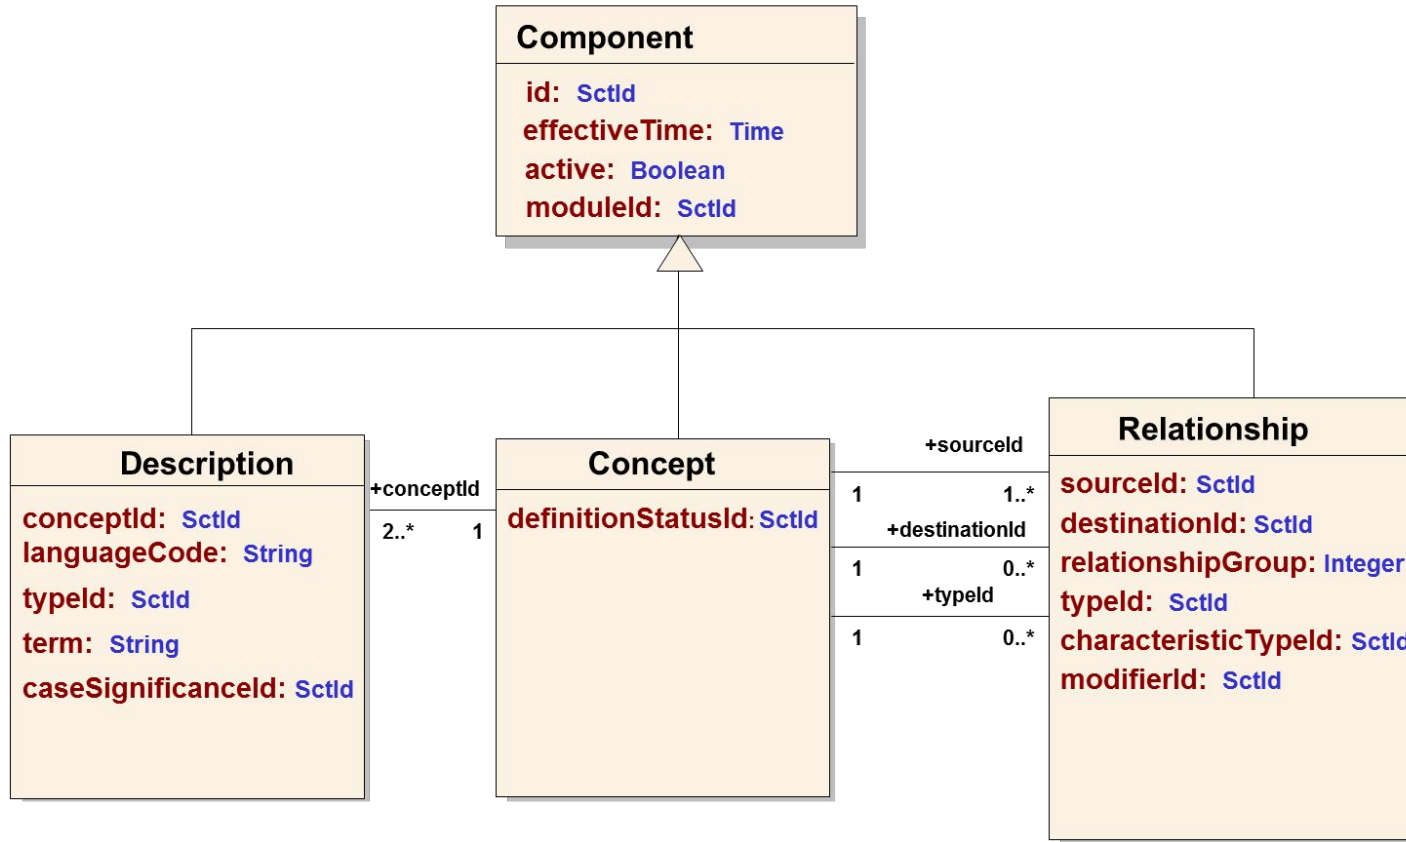 Component
id: SctId
effectiveTime: Time
active: Boolean
moduleId: SctId
Description
conceptId: SctId
languageCode: String
typeId: SctId
term: String
caseSignificanceId: SctId
+conceptId
2..* 1
Concept
definitionStatusId: SctId
+sourceId
1 1..*
+destinationId
1 0..*
+typeId
1 0..*
Relationship
sourceId: SctId
destinationId: SctId
relationshipGroup: Integer
typeId: SctId
characteristicTypeId: SctId
modifierId: SctId